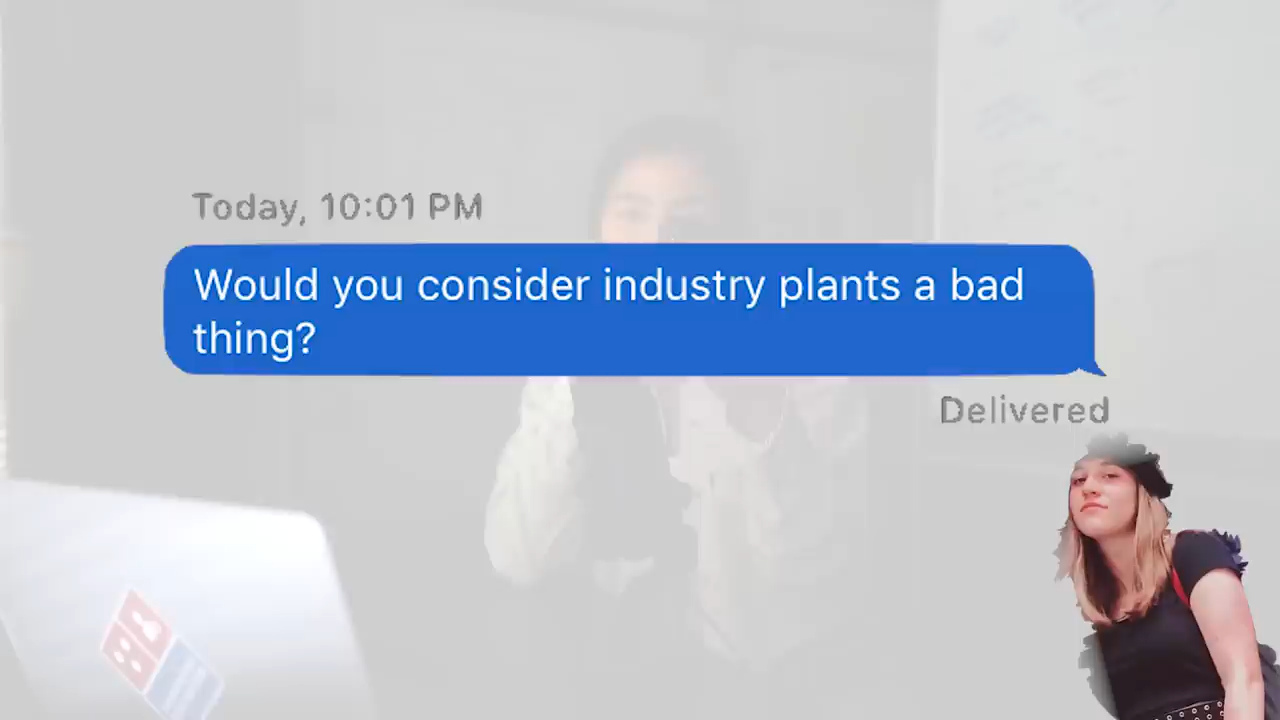 Today, 10:01 PM
Would you consider industry plants a bad
thing?
Delivered